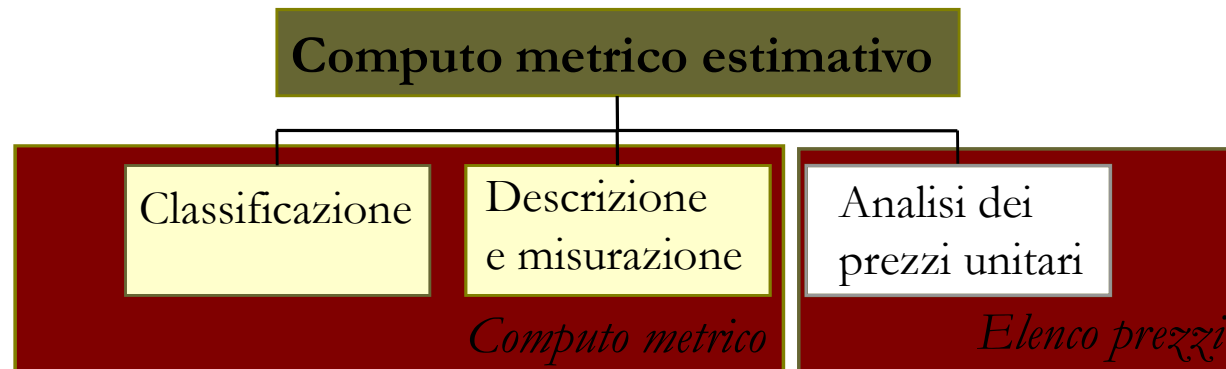 Computo metrico estimativo
Classificazione
Descrizione
e misurazione
Analisi dei
prezzi unitari
Computo metrico
Elenco prezzi